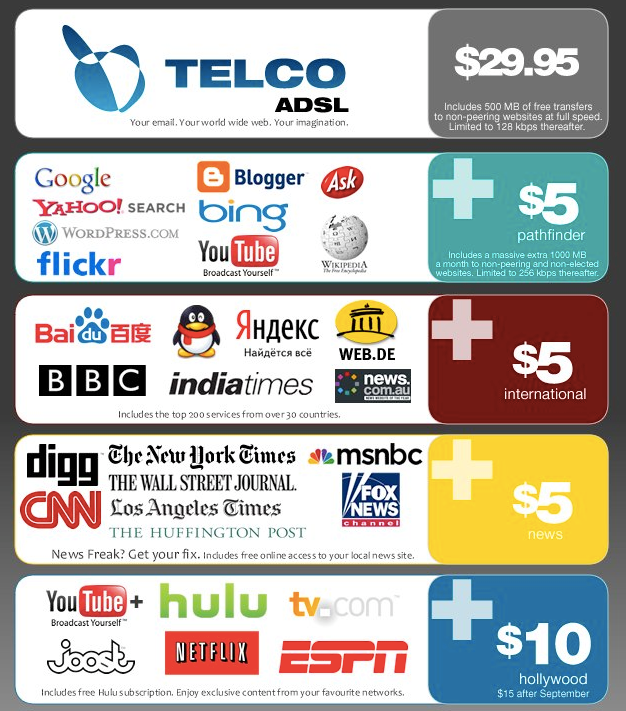 TELCO
ADSL
Your email. Your world wide web. Your imagination.
$29.95
Includes 500 MB of free transfers
to non-peering websites at full speed.
Limited to 128 kbps thereafter.
Google
Blogger
Ask
YAHOO! SEARCH
bing
WORDPRESS.COM
flickr
YouTube
Broadcast Yourself™
WIKIPEDIA
The Free Encyclopedia
+
$5
pathfinder
Includes a massive extra 1000 MB
a month to non-peering and non-elected
websites. Limited to 256 kbps thereafter.
Bai du 百度
Яндекс
Найдётся всё
WEB.DE
BBC
indiatimes
news.
com.au
Includes the top 200 services from over 30 countries.
+
$5
international
digg™
The New York Times
msnbc
THE WALL STREET JOURNAL.
CNN
Los Angeles Times
FOX
NEWS
channel
THE HUFFINGTON POST
News Freak? Get your fix. Includes free online access to your local news site.
+
$5
news
YouTube +
Broadcast Yourself™
hulu
tv.com™
joost™
NETFLIX
ESPN
Includes free Hulu subscription. Enjoy exclusive content from your favourite networks.
+
$10
hollywood
$15 after September